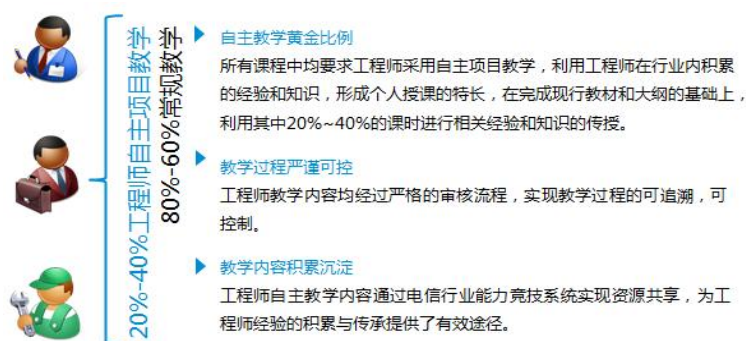 20%-40%工程师自主项目教学
80%-60%常规教学
自主教学黄金比例
所有课程中均要求工程师采用自主项目教学，利用工程师在行业内积累
的经验和知识，形成个人授课的特长，在完成现行教材和大纲的基础上，
利用其中20%~40%的课时进行相关经验和知识的传授。
教学过程严谨可控
工程师教学内容均经过严格的审核流程，实现教学过程的可追溯，可
控制。
教学内容积累沉淀
工程师自主教学内容通过电信行业能力竞技系统实现资源共享，为工
程师经验的积累与传承提供了有效途径。